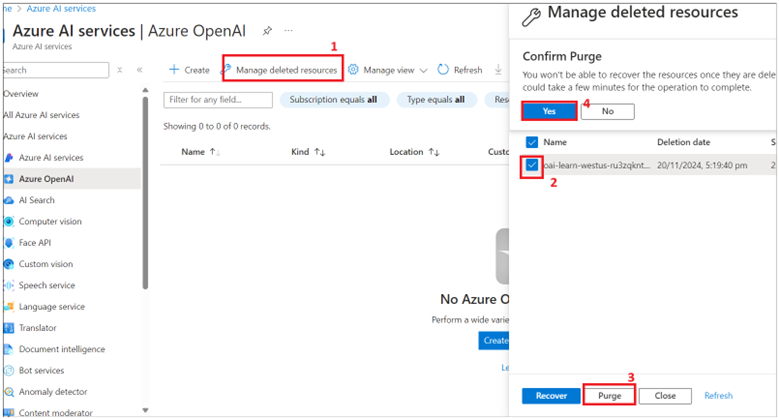 Home > Azure AI services
Azure AI services | Azure OpenAI ...
Azure AI services
Search
Overview
All Azure AI services
Azure AI services
Azure AI services
Azure OpenAI
AI Search
Computer vision
Face API
Custom vision
Speech service
Language service
Translator
Document intelligence
Bot services
Anomaly detector
Content moderator
1
+ Create Manage deleted resources Manage view Refresh
Filter for any field... Subscription equals all Type equals all Reso
Showing 0 to 0 of 0 records.
Name ↑↓ Kind ↑↓ Location ↑↓ Custo
No Azure O
Perform a wide varie
Create
Le
Manage deleted resources
Confirm Purge
You won't be able to recover the resources once they are dele
could take a few minutes for the operation to complete.
Yes 4 No
Name Deletion date S
oai-learn-westus-ru3zqknt... 20/11/2024, 5:19:40 pm 2
2
3
Recover Purge Close Refresh